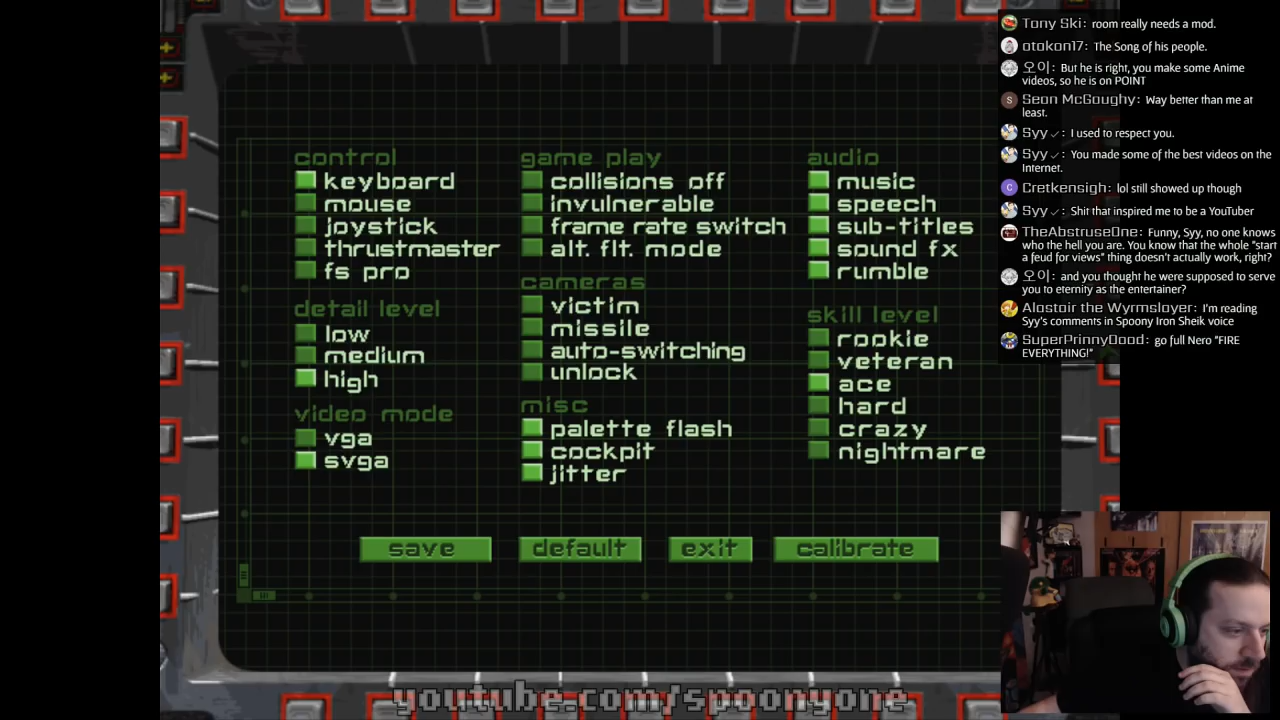 control
keyboard
mouse
joystick
thrustmaster
fs pro
detail level
low
medium
high
video mode
vga
svga
game play
collisions off
invulnerable
frame rate switch
alt. flt. mode
cameras
victim
missile
auto-switching
unlock
misc
palette flash
cockpit
jitter
audio
music
speech
sub-titles
sound fx
rumble
skill level
rookie
veteran
ace
hard
crazy
nightmare
save
default
exit
calibrate
youtube.com/spoonyone
Tony Ski: room really needs a mod.
otakon17: The Song of his people.
오이: But he is right, you make some Anime
videos, so he is on POINT
S Sean McGoughy: Way better than me at
least.
Syy ✓: I used to respect you.
Syy ✓: You made some of the best videos on the
Internet.
C Cretkensigh: lol still showed up though
Syy ✓: Shit that inspired me to be a YouTuber
TheAbstruseOne: Funny, Syy, no one knows
who the hell you are. You know that the whole "start
a feud for views" thing doesn't actually work, right?
오이: and you thought he were supposed to serve
you to eternity as the entertainer?
Alastair the Wyrmslayer: I'm reading
Syy's comments in Spoony Iron Sheik voice
SuperPrinnyDood: go full Nero "FIRE
EVERYTHING!"